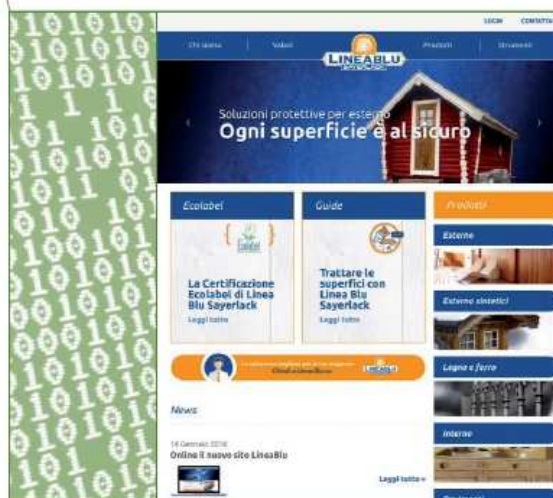 LOGIN CONTATTI
Chi siamo
Valori
LINEABLU
Prodotti
Strumenti
Soluzioni protettive per esterno
Ogni superficie è al sicuro
Ecolabel
Ecolabel
La Certificazione
Ecolabel di Linea
Blu Sayerlack
Leggi tutto
Guide
Trattare le
superfici con
Linea Blu
Sayerlack
Leggi tutto
Prodotti
Esterno
Esterno sintetici
Legno e ferro
Interno
LINEABLU
News
Online il nuovo sito LineaBlu
Leggi tutto »